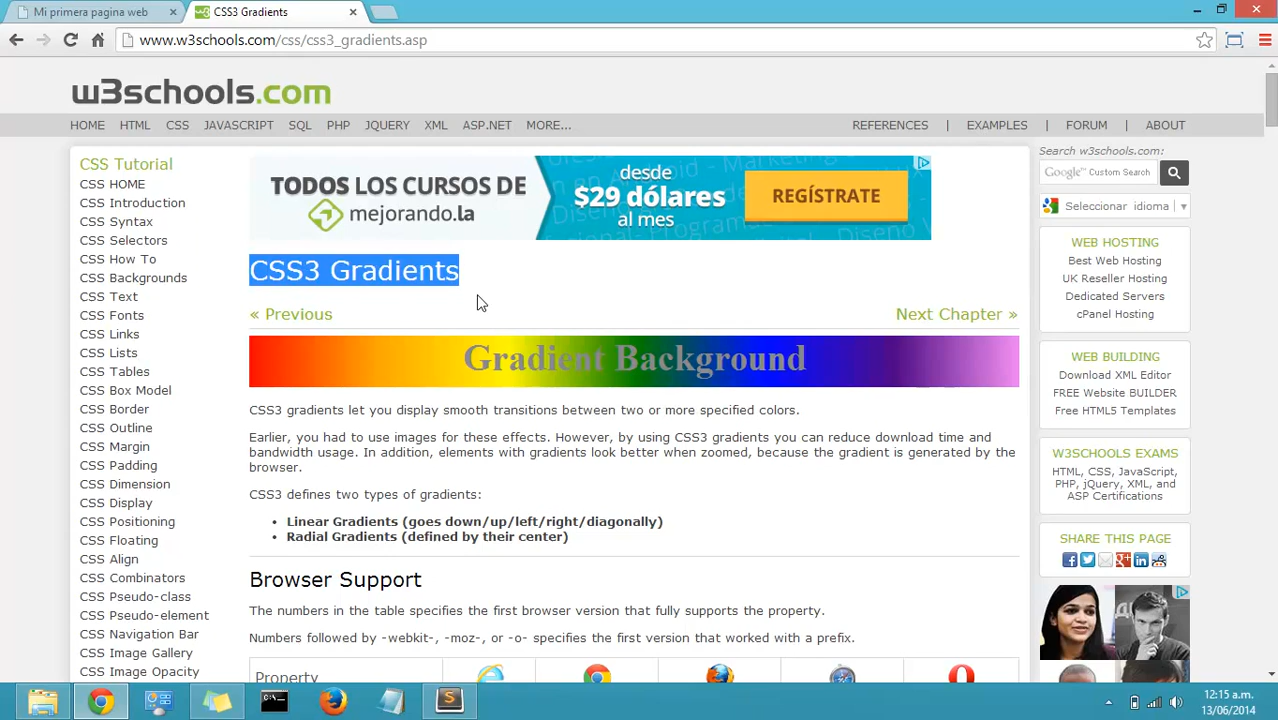 Mi primera pagina web
CSS3 Gradients
www.w3schools.com/css/css3_gradients.asp
w3schools.com
HOME HTML CSS JAVASCRIPT SQL PHP JQUERY XML ASP.NET MORE... REFERENCES | EXAMPLES | FORUM | ABOUT
CSS Tutorial
CSS HOME
CSS Introduction
CSS Syntax
CSS Selectors
CSS How To
CSS Backgrounds
CSS Text
CSS Fonts
CSS Links
CSS Lists
CSS Tables
CSS Box Model
CSS Border
CSS Outline
CSS Margin
CSS Padding
CSS Dimension
CSS Display
CSS Positioning
CSS Floating
CSS Align
CSS Combinators
CSS Pseudo-class
CSS Pseudo-element
CSS Navigation Bar
CSS Image Gallery
CSS Image Opacity
TODOS LOS CURSOS DE
mejorando.la
desde
$29 dólares
al mes
REGÍSTRATE
CSS3 Gradients
« Previous
Next Chapter »
Gradient Background
CSS3 gradients let you display smooth transitions between two or more specified colors.
Earlier, you had to use images for these effects. However, by using CSS3 gradients you can reduce download time and
bandwidth usage. In addition, elements with gradients look better when zoomed, because the gradient is generated by the
browser.
CSS3 defines two types of gradients:
• Linear Gradients (goes down/up/left/right/diagonally)
• Radial Gradients (defined by their center)
Browser Support
The numbers in the table specifies the first browser version that fully supports the property.
Numbers followed by -webkit-, -moz-, or -o- specifies the first version that worked with a prefix.
Property
Search w3schools.com:
Google™ Custom Search
Seleccionar idioma
WEB HOSTING
Best Web Hosting
UK Reseller Hosting
Dedicated Servers
cPanel Hosting
WEB BUILDING
Download XML Editor
FREE Website BUILDER
Free HTML5 Templates
W3SCHOOLS EXAMS
HTML, CSS, JavaScript,
PHP, jQuery, XML, and
ASP Certifications
SHARE THIS PAGE
12:15 a.m.
13/06/2014